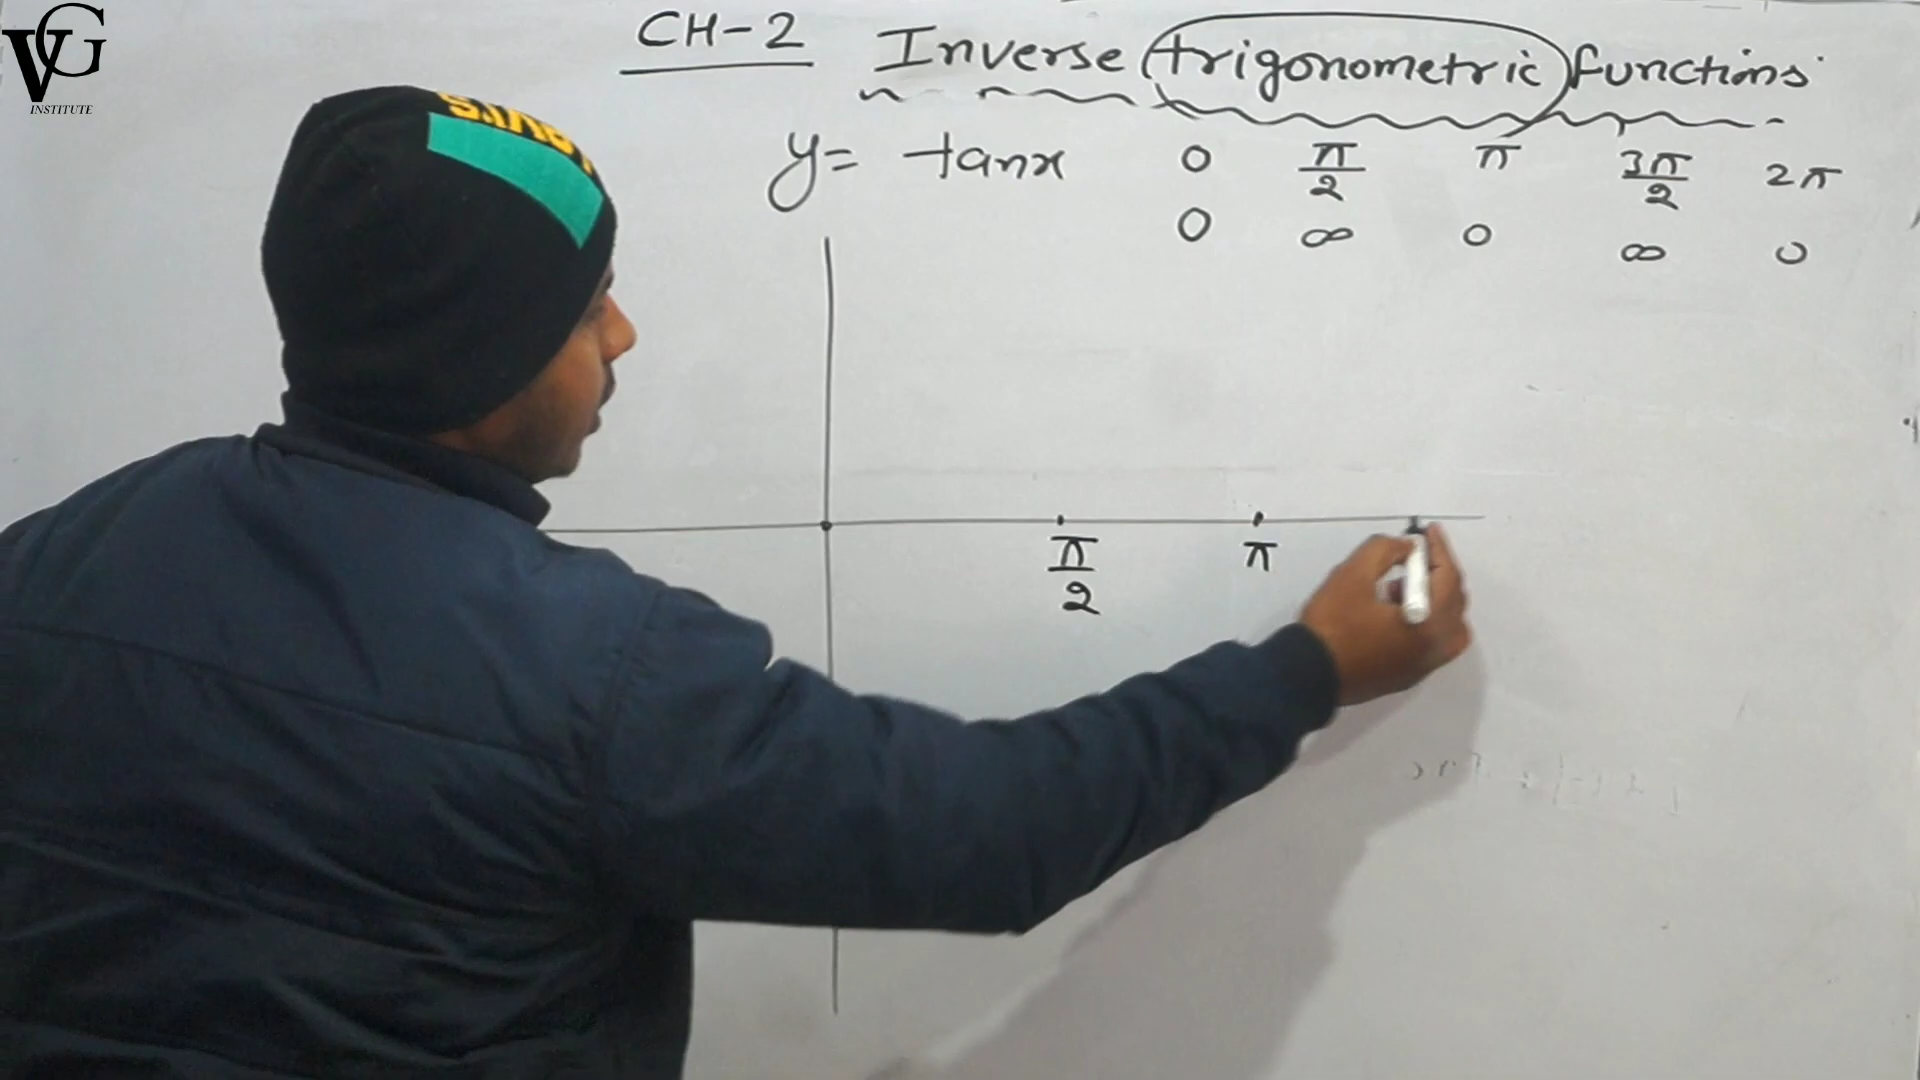 VG
INSTITUTE
CH-2 Inverse trigonometric functions
y= tanx 0 π/2 π 3π/2 2π
0 ∞ 0 ∞ 0
π/2 π